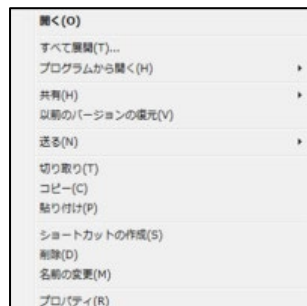 開く(O)
すべて展開(T)...
プログラムから開く(H)
共有(H)
以前のバージョンの復元(V)
送る(N)
切り取り(T)
コピー(C)
貼り付け(P)
ショートカットの作成(S)
削除(D)
名前の変更(M)
プロパティ(R)